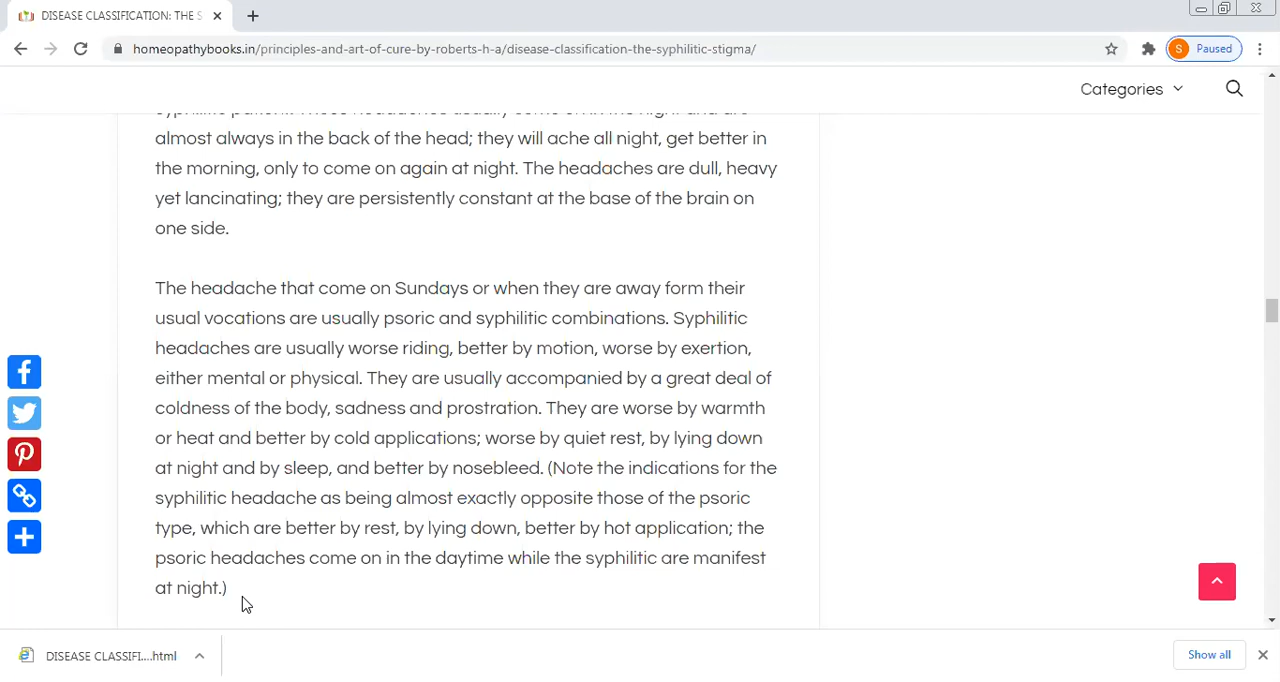 DISEASE CLASSIFICATION: THE S
homeopathybooks.in/principles-and-art-of-cure-by-roberts-h-a/disease-classification-the-syphilitic-stigma/
S Paused
Categories
almost always in the back of the head; they will ache all night, get better in
the morning, only to come on again at night. The headaches are dull, heavy
yet lancinating; they are persistently constant at the base of the brain on
one side.
The headache that come on Sundays or when they are away form their
usual vocations are usually psoric and syphilitic combinations. Syphilitic
headaches are usually worse riding, better by motion, worse by exertion,
either mental or physical. They are usually accompanied by a great deal of
coldness of the body, sadness and prostration. They are worse by warmth
or heat and better by cold applications; worse by quiet rest, by lying down
at night and by sleep, and better by nosebleed. (Note the indications for the
syphilitic headache as being almost exactly opposite those of the psoric
type, which are better by rest, by lying down, better by hot application; the
psoric headaches come on in the daytime while the syphilitic are manifest
at night.)
DISEASE CLASSIFI....html
Show all